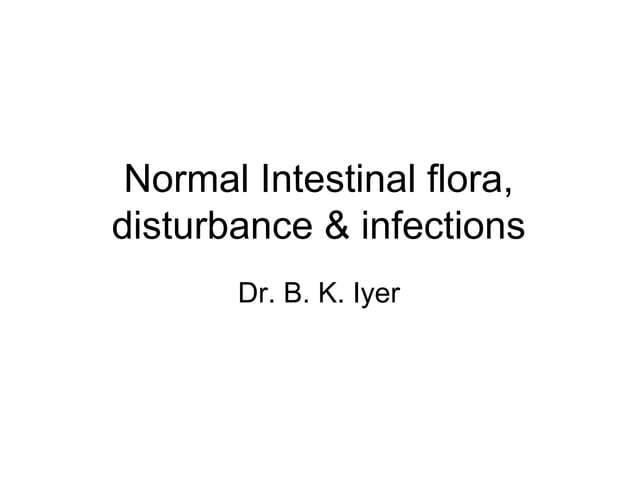 Normal Intestinal flora,
disturbance & infections
Dr. B. K. Iyer